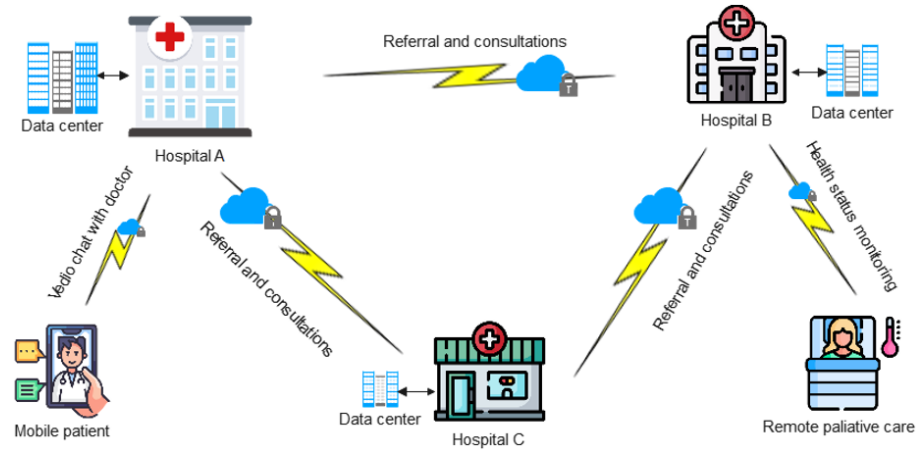 Referral and consultations
Data center
Hospital A
Hospital B
Data center
Vedio chat with doctor
Referral and consultations
Referral and consultations
Health status monitoring
Mobile patient
Data center
Hospital C
Remote paliative care
T
T